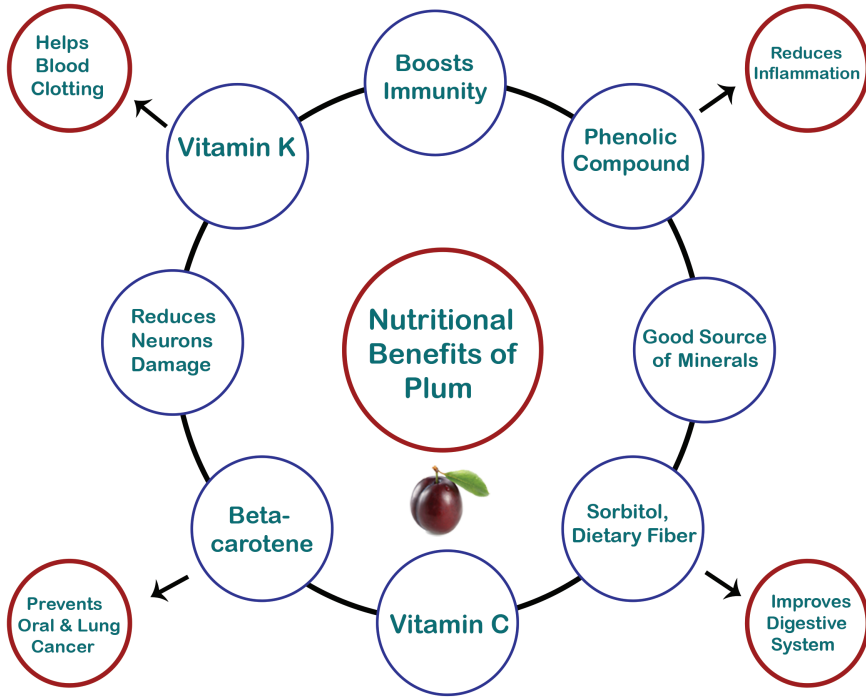 Helps
Blood
Clotting
Boosts
Immunity
Reduces
Inflammation
Vitamin K
Phenolic
Compound
Reduces
Neurons
Damage
Nutritional
Benefits of
Plum
Good Source
of Minerals
Beta-
carotene
Sorbitol,
Dietary Fiber
Prevents
Oral & Lung
Cancer
Vitamin C
Improves
Digestive
System